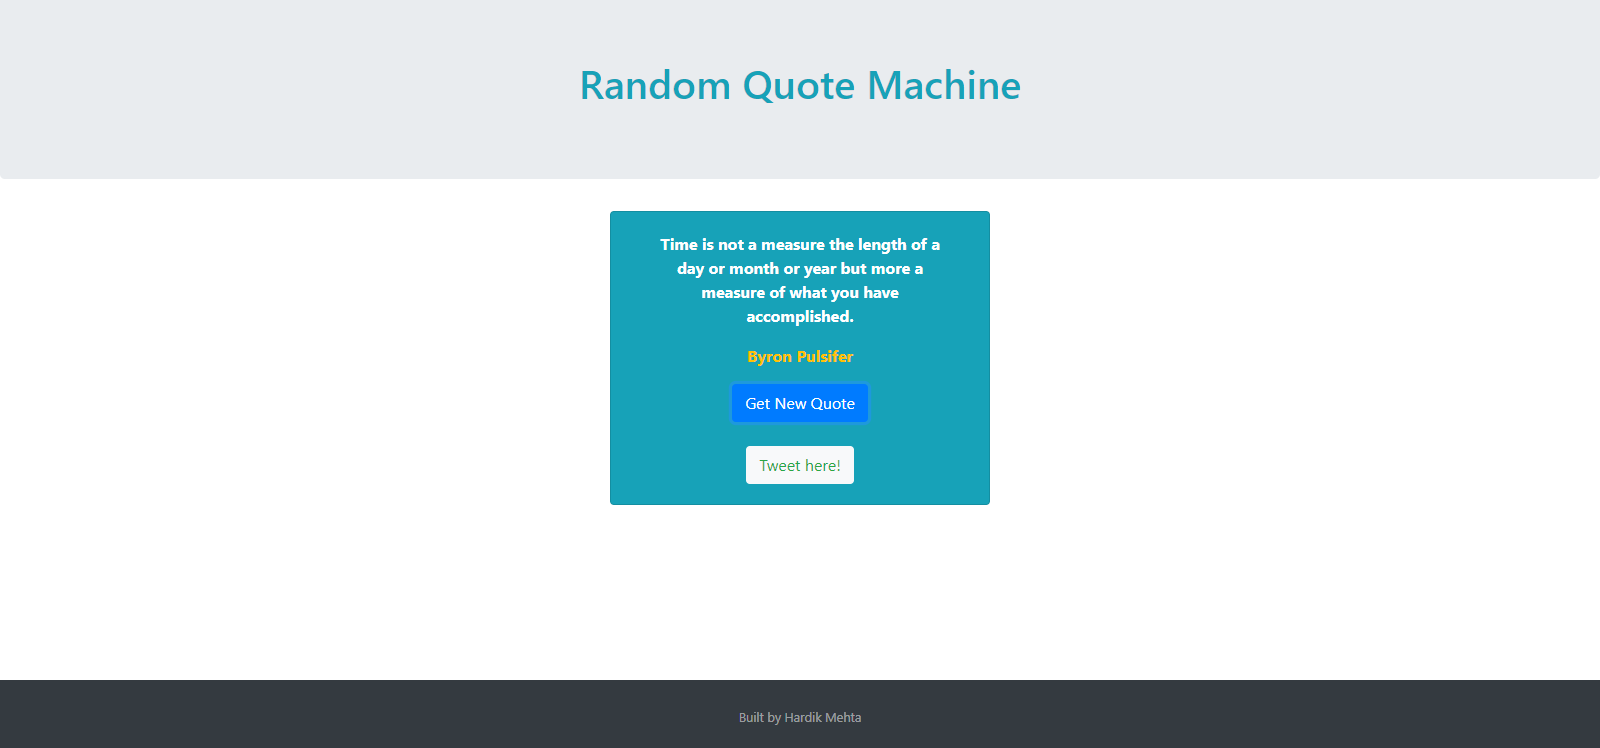 Random Quote Machine
Time is not a measure the length of a
day or month or year but more a
measure of what you have
accomplished.
Byron Pulsifer
Get New Quote
Tweet here!
Built by Hardik Mehta